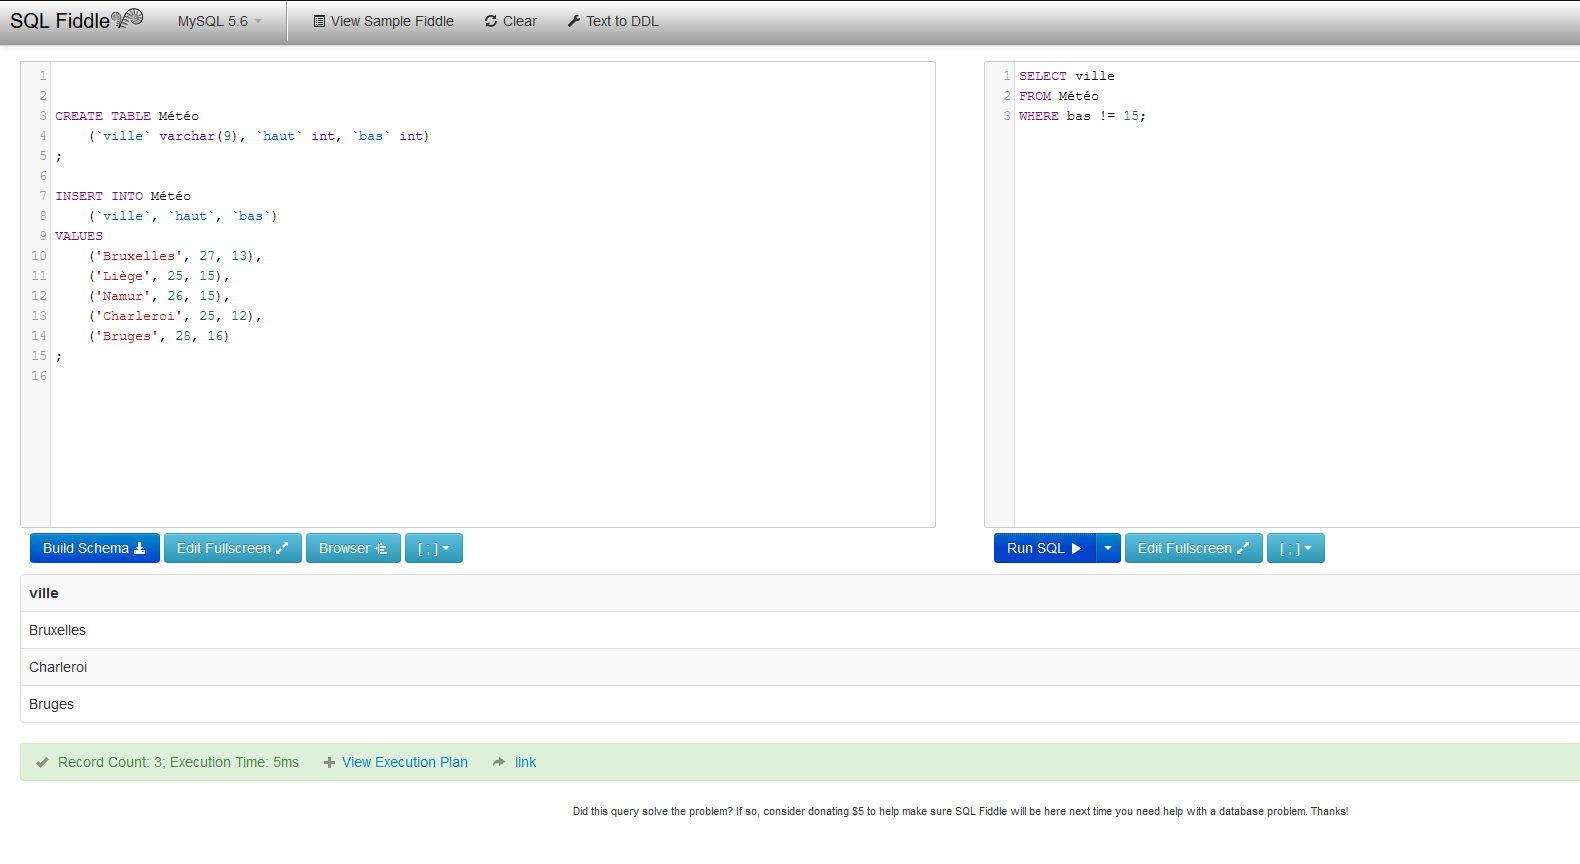 SQL Fiddle MySQL 5.6 View Sample Fiddle Clear Text to DDL
1
2
3 CREATE TABLE Météo
4 (`ville` varchar(9), `haut` int, `bas` int)
5 ;
6
7 INSERT INTO Météo
8 (`ville`, `haut`, `bas`)
9 VALUES
10 ('Bruxelles', 27, 13),
11 ('Liège', 25, 15),
12 ('Namur', 26, 15),
13 ('Charleroi', 25, 12),
14 ('Bruges', 28, 16)
15 ;
16
1 SELECT ville
2 FROM Météo
3 WHERE bas != 15;
Build Schema Edit Fullscreen Browser [ ; ]
Run SQL Edit Fullscreen [ ; ]
ville
Bruxelles
Charleroi
Bruges
Record Count: 3; Execution Time: 5ms View Execution Plan link
Did this query solve the problem? If so, consider donating $5 to help make sure SQL Fiddle will be here next time you need help with a database problem. Thanks!